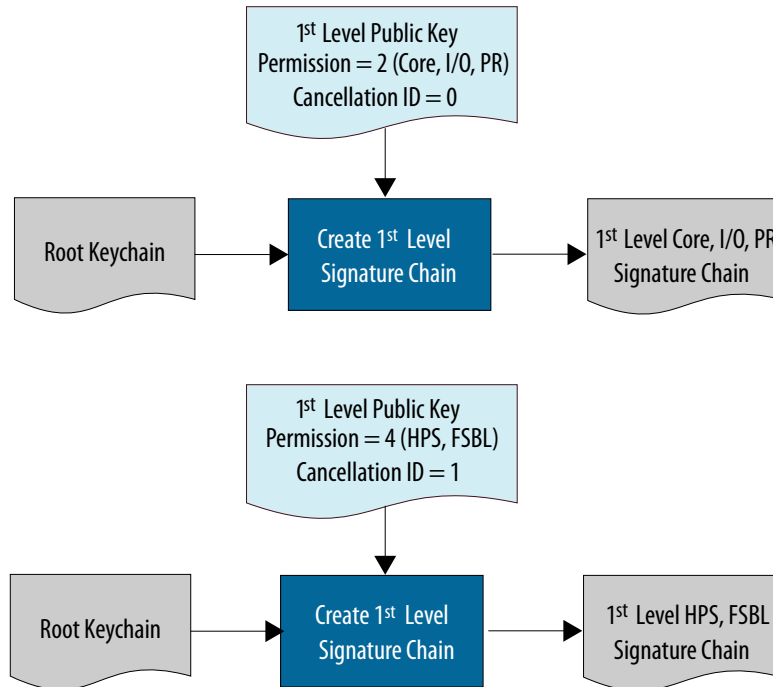 1st Level Public Key
Permission = 2 (Core, I/O, PR)
Cancellation ID = 0
Root Keychain
Create 1st Level
Signature Chain
1st Level Core, I/O, PR
Signature Chain
1st Level Public Key
Permission = 4 (HPS, FSBL)
Cancellation ID = 1
Root Keychain
Create 1st Level
Signature Chain
1st Level HPS, FSBL
Signature Chain